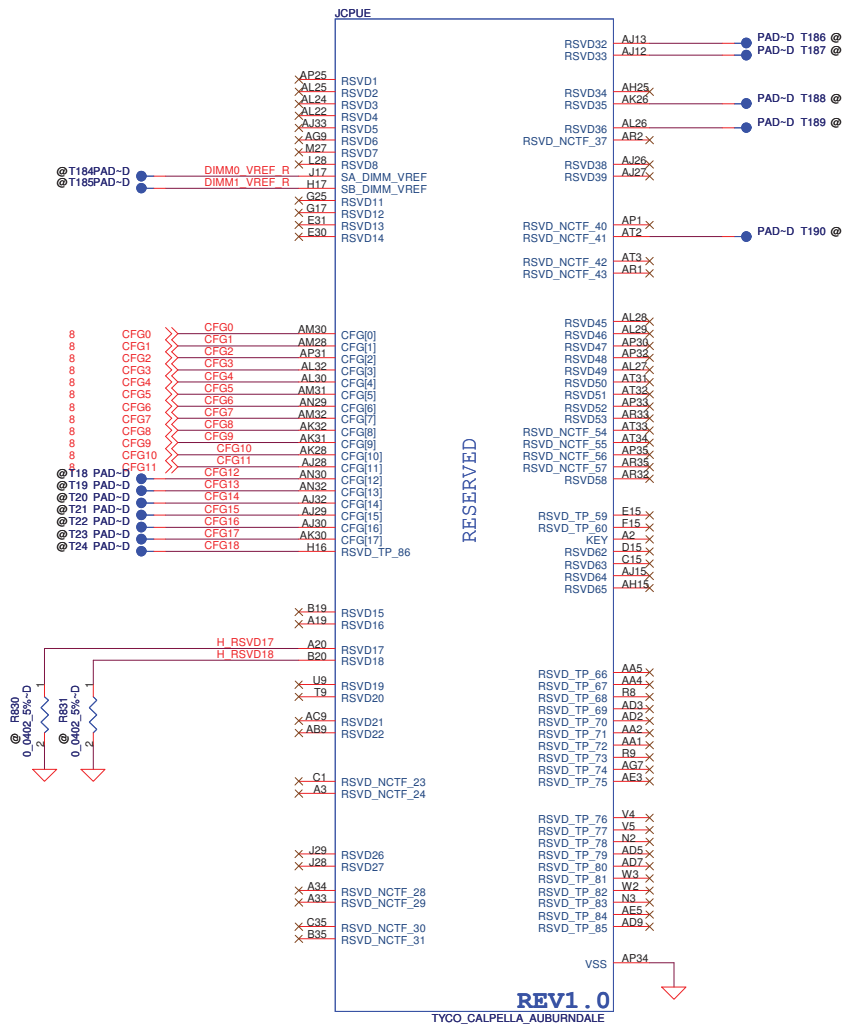 JCPUE
AP25 RSVD1
AL25 RSVD2
AL24 RSVD3
AL22 RSVD4
AJ33 RSVD5
AG9 RSVD6
M27 RSVD7
L28 RSVD8
@T184PAD~D DIMM0_VREF_R J17 SA_DIMM_VREF
@T185PAD~D DIMM1_VREF_R H17 SB_DIMM_VREF
G25 RSVD11
G17 RSVD12
E31 RSVD13
E30 RSVD14
8 CFG0 CFG0 AM30 CFG[0]
8 CFG1 CFG1 AM28 CFG[1]
8 CFG2 CFG2 AP31 CFG[2]
8 CFG3 CFG3 AL32 CFG[3]
8 CFG4 CFG4 AL30 CFG[4]
8 CFG5 CFG5 AM31 CFG[5]
8 CFG6 CFG6 AN29 CFG[6]
8 CFG7 CFG7 AM32 CFG[7]
8 CFG8 CFG8 AK32 CFG[8]
8 CFG9 CFG9 AK31 CFG[9]
8 CFG10 CFG10 AK28 CFG[10]
8 CFG11 CFG11 AJ28 CFG[11]
@T18 PAD~D CFG12 AN30 CFG[12]
@T19 PAD~D CFG13 AN32 CFG[13]
@T20 PAD~D CFG14 AJ32 CFG[14]
@T21 PAD~D CFG15 AJ29 CFG[15]
@T22 PAD~D CFG16 AJ30 CFG[16]
@T23 PAD~D CFG17 AK30 CFG[17]
@T24 PAD~D CFG18 H16 RSVD_TP_86
B19 RSVD15
A19 RSVD16
H_RSVD17 A20 RSVD17
H_RSVD18 B20 RSVD18
U9 RSVD19
T9 RSVD20
AC9 RSVD21
AB9 RSVD22
@ R830
0_0402_5%~D
1
2
@ R831
0_0402_5%~D
1
2
C1 RSVD_NCTF_23
A3 RSVD_NCTF_24
J29 RSVD26
J28 RSVD27
A34 RSVD_NCTF_28
A33 RSVD_NCTF_29
C35 RSVD_NCTF_30
B35 RSVD_NCTF_31
RESERVED
RSVD32 AJ13 PAD~D T186 @
RSVD33 AJ12 PAD~D T187 @
RSVD34 AH25
RSVD35 AK26 PAD~D T188 @
RSVD36 AL26 PAD~D T189 @
RSVD_NCTF_37 AR2
RSVD38 AJ26
RSVD39 AJ27
RSVD_NCTF_40 AP1
RSVD_NCTF_41 AT2 PAD~D T190 @
RSVD_NCTF_42 AT3
RSVD_NCTF_43 AR1
RSVD45 AL28
RSVD46 AL29
RSVD47 AP30
RSVD48 AP32
RSVD49 AL27
RSVD50 AT31
RSVD51 AT32
RSVD52 AP33
RSVD53 AR33
RSVD_NCTF_54 AT33
RSVD_NCTF_55 AT34
RSVD_NCTF_56 AP35
RSVD_NCTF_57 AR35
RSVD58 AR32
RSVD_TP_59 E15
RSVD_TP_60 F15
KEY A2
RSVD62 D15
RSVD63 C15
RSVD64 AJ15
RSVD65 AH15
RSVD_TP_66 AA5
RSVD_TP_67 AA4
RSVD_TP_68 R8
RSVD_TP_69 AD3
RSVD_TP_70 AD2
RSVD_TP_71 AA2
RSVD_TP_72 AA1
RSVD_TP_73 R9
RSVD_TP_74 AG7
RSVD_TP_75 AE3
RSVD_TP_76 V4
RSVD_TP_77 V5
RSVD_TP_78 N2
RSVD_TP_79 AD5
RSVD_TP_80 AD7
RSVD_TP_81 W3
RSVD_TP_82 W2
RSVD_TP_83 N3
RSVD_TP_84 AE5
RSVD_TP_85 AD9
VSS AP34
REV1.0
TYCO_CALPELLA_AUBURNDALE